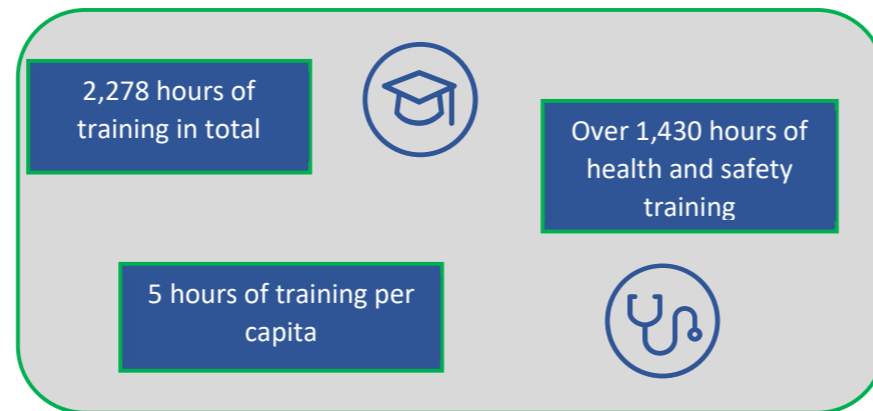 2,278 hours of
training in total
Over 1,430 hours of
health and safety
training
5 hours of training per
capita